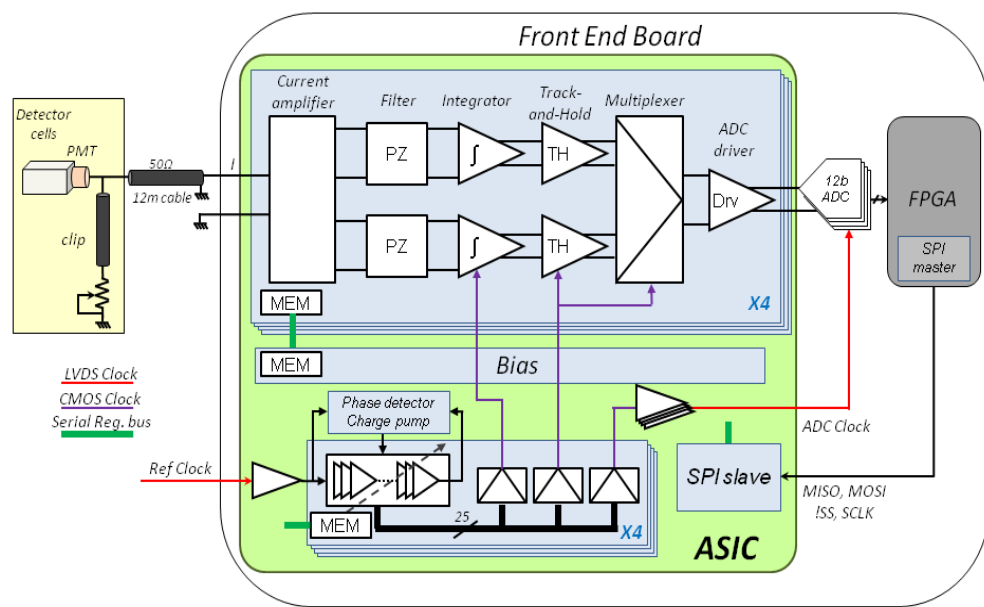 Front End Board
Current
amplifier
Filter
Integrator
Track-
and-Hold
Multiplexer
ADC
driver
Detector
cells
PMT
50Ω
12m cable
I
clip
PZ
∫
TH
PZ
∫
TH
Drv
12b
ADC
FPGA
SPI
master
MEM
X4
MEM
Bias
LVDS Clock
CMOS Clock
Serial Reg. bus
Phase detector
Charge pump
ADC Clock
Ref Clock
SPI slave
MISO, MOSI
!SS, SCLK
MEM
25
X4
ASIC